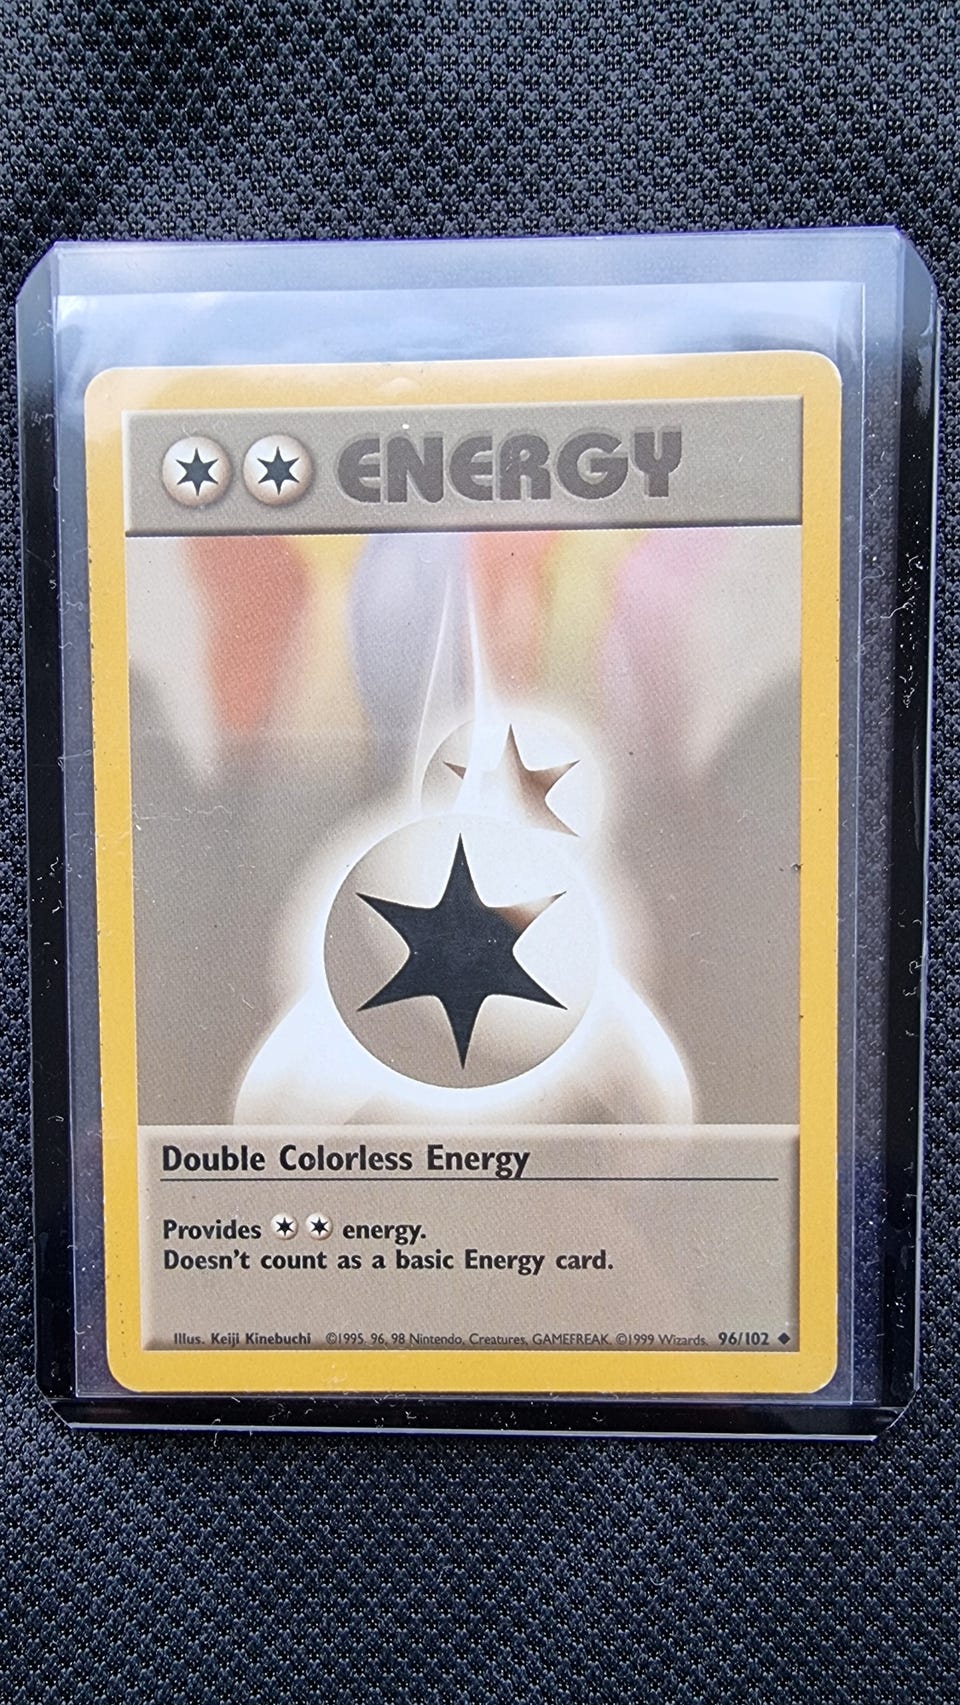 ENERGY
Double Colorless Energy
Provides energy.
Doesn't count as a basic Energy card.
Illus. Keiji Kinebuchi ©1995, 96, 98 Nintendo, Creatures, GAMEFREAK. ©1999 Wizards. 96/102